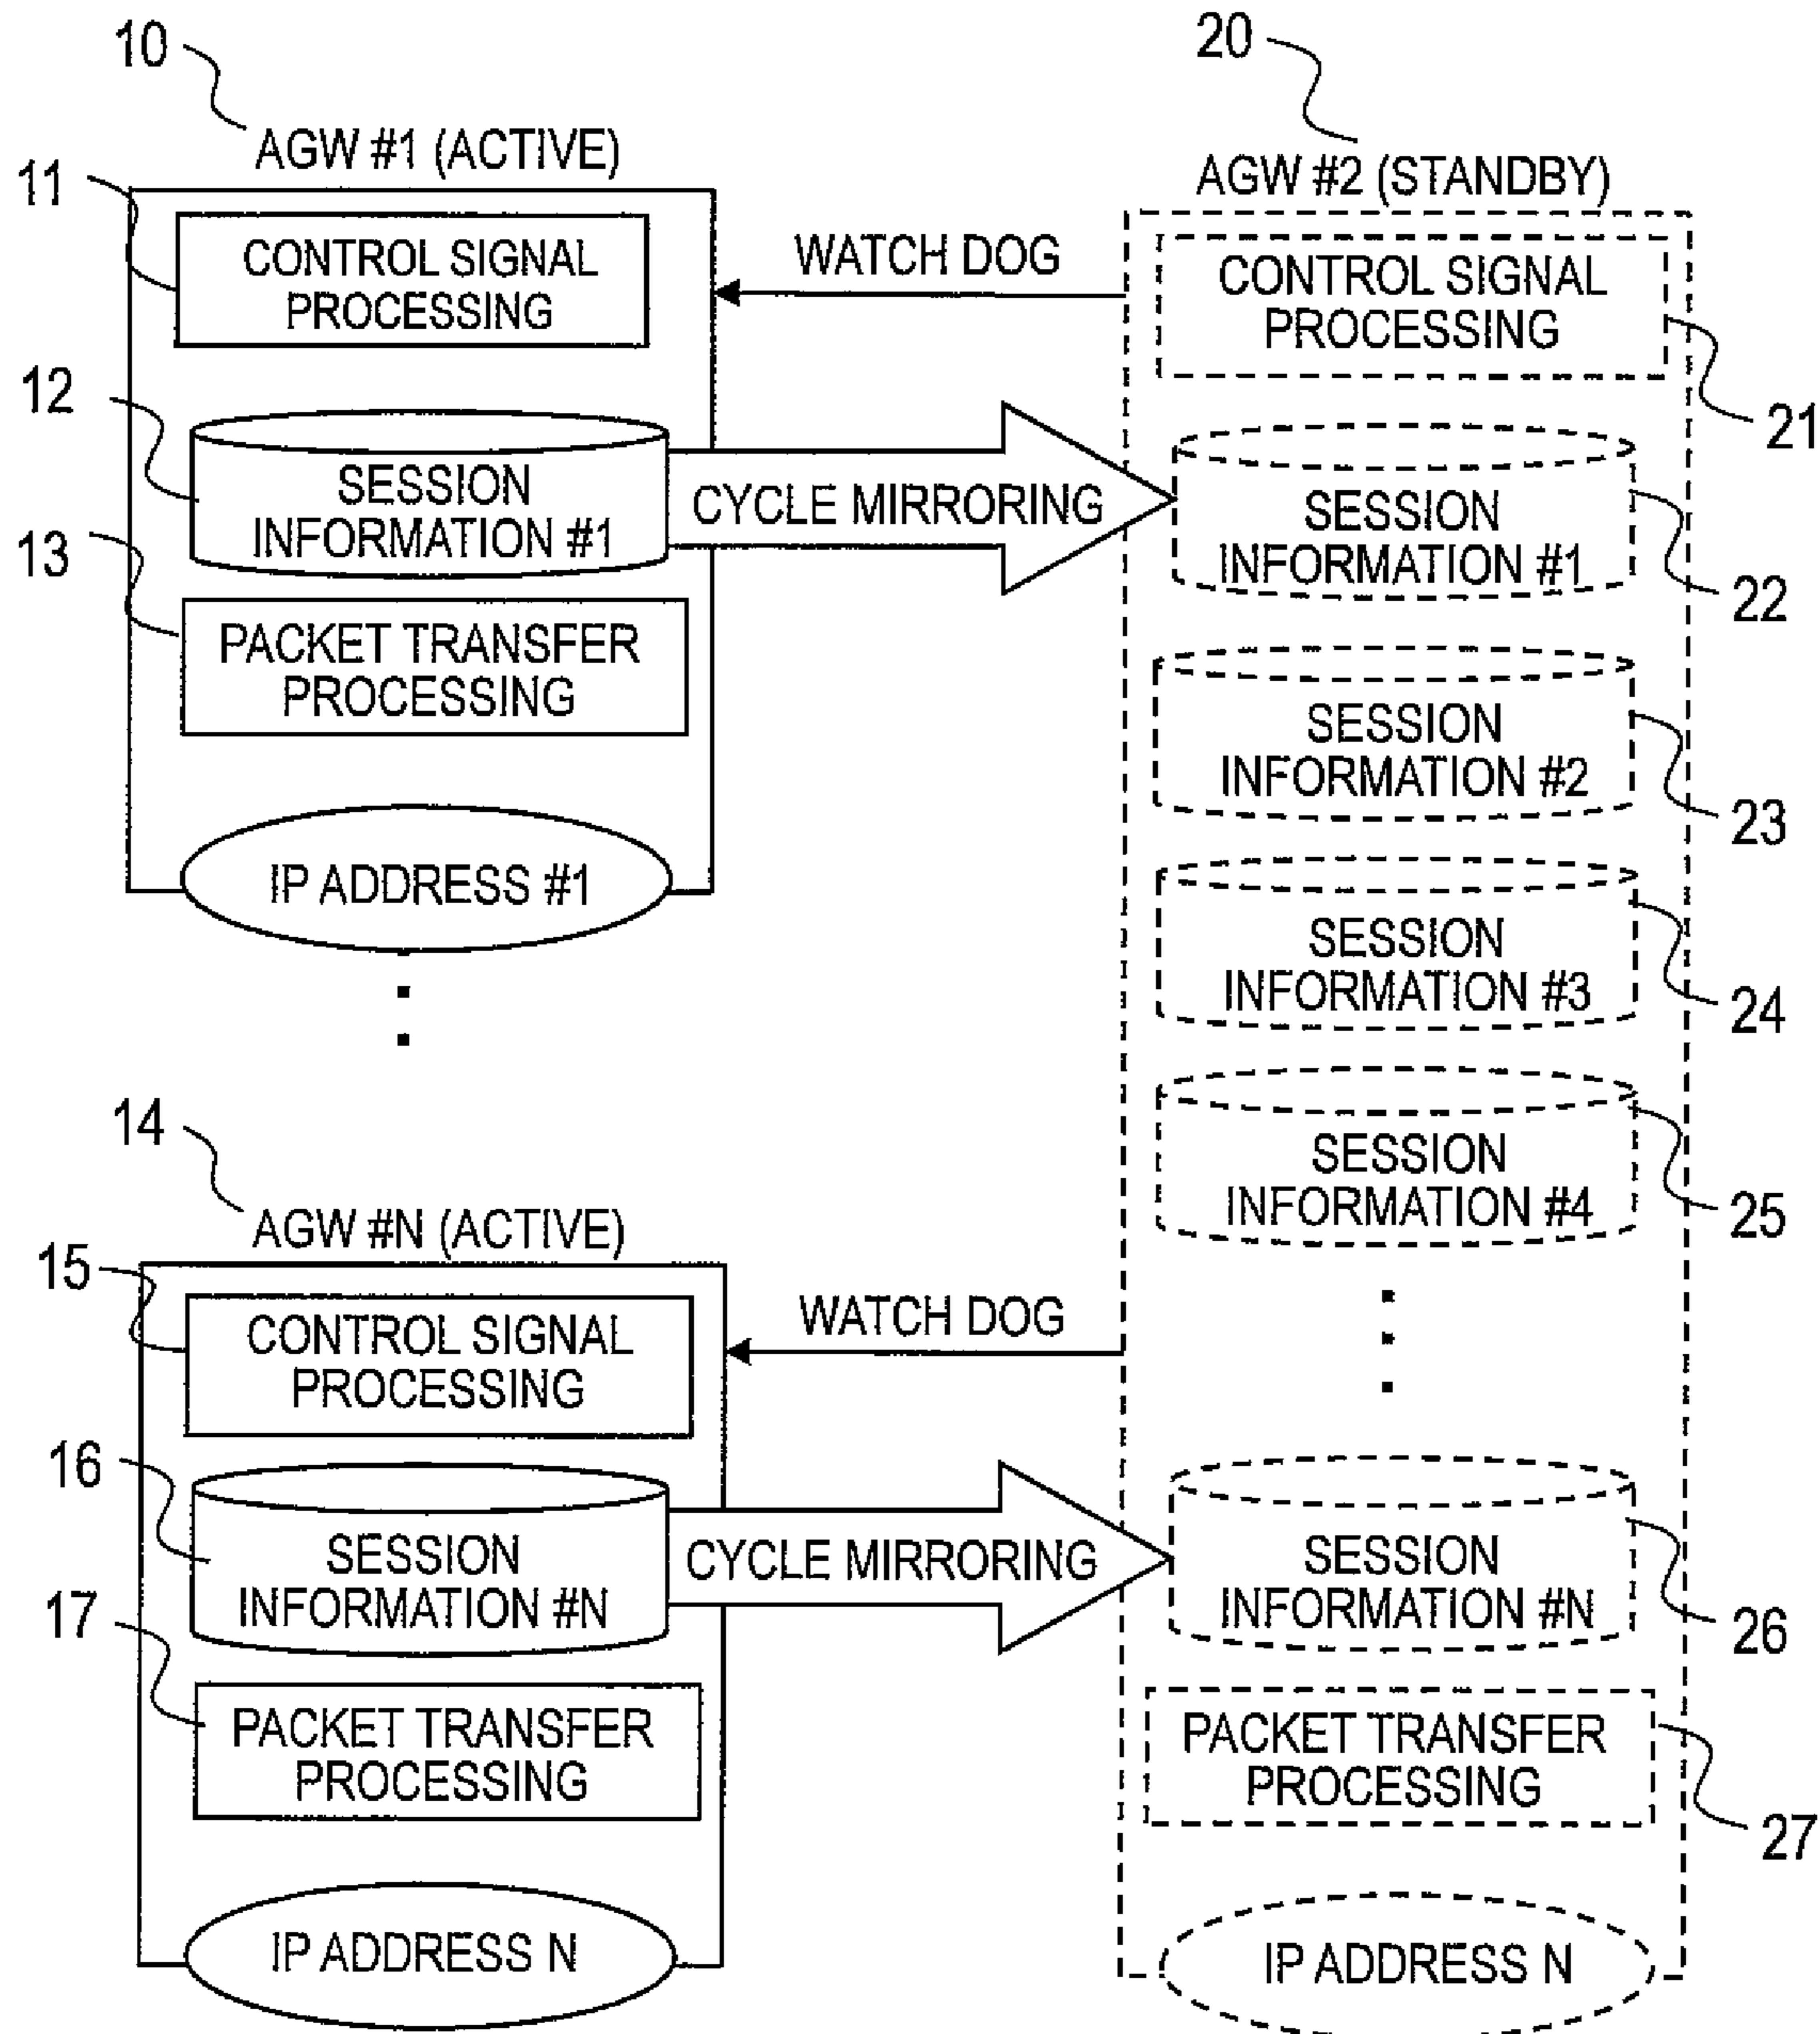 10
AGW #1 (ACTIVE)
11
CONTROL SIGNAL
PROCESSING
12
SESSION
INFORMATION #1
13
PACKET TRANSFER
PROCESSING
IP ADDRESS #1
WATCH DOG
CYCLE MIRRORING
14
AGW #N (ACTIVE)
15
CONTROL SIGNAL
PROCESSING
16
SESSION
INFORMATION #N
17
PACKET TRANSFER
PROCESSING
IP ADDRESS N
WATCH DOG
CYCLE MIRRORING
20
AGW #2 (STANDBY)
CONTROL SIGNAL
PROCESSING
21
SESSION
INFORMATION #1
22
SESSION
INFORMATION #2
23
SESSION
INFORMATION #3
24
SESSION
INFORMATION #4
25
SESSION
INFORMATION #N
26
PACKET TRANSFER
PROCESSING
27
IP ADDRESS N